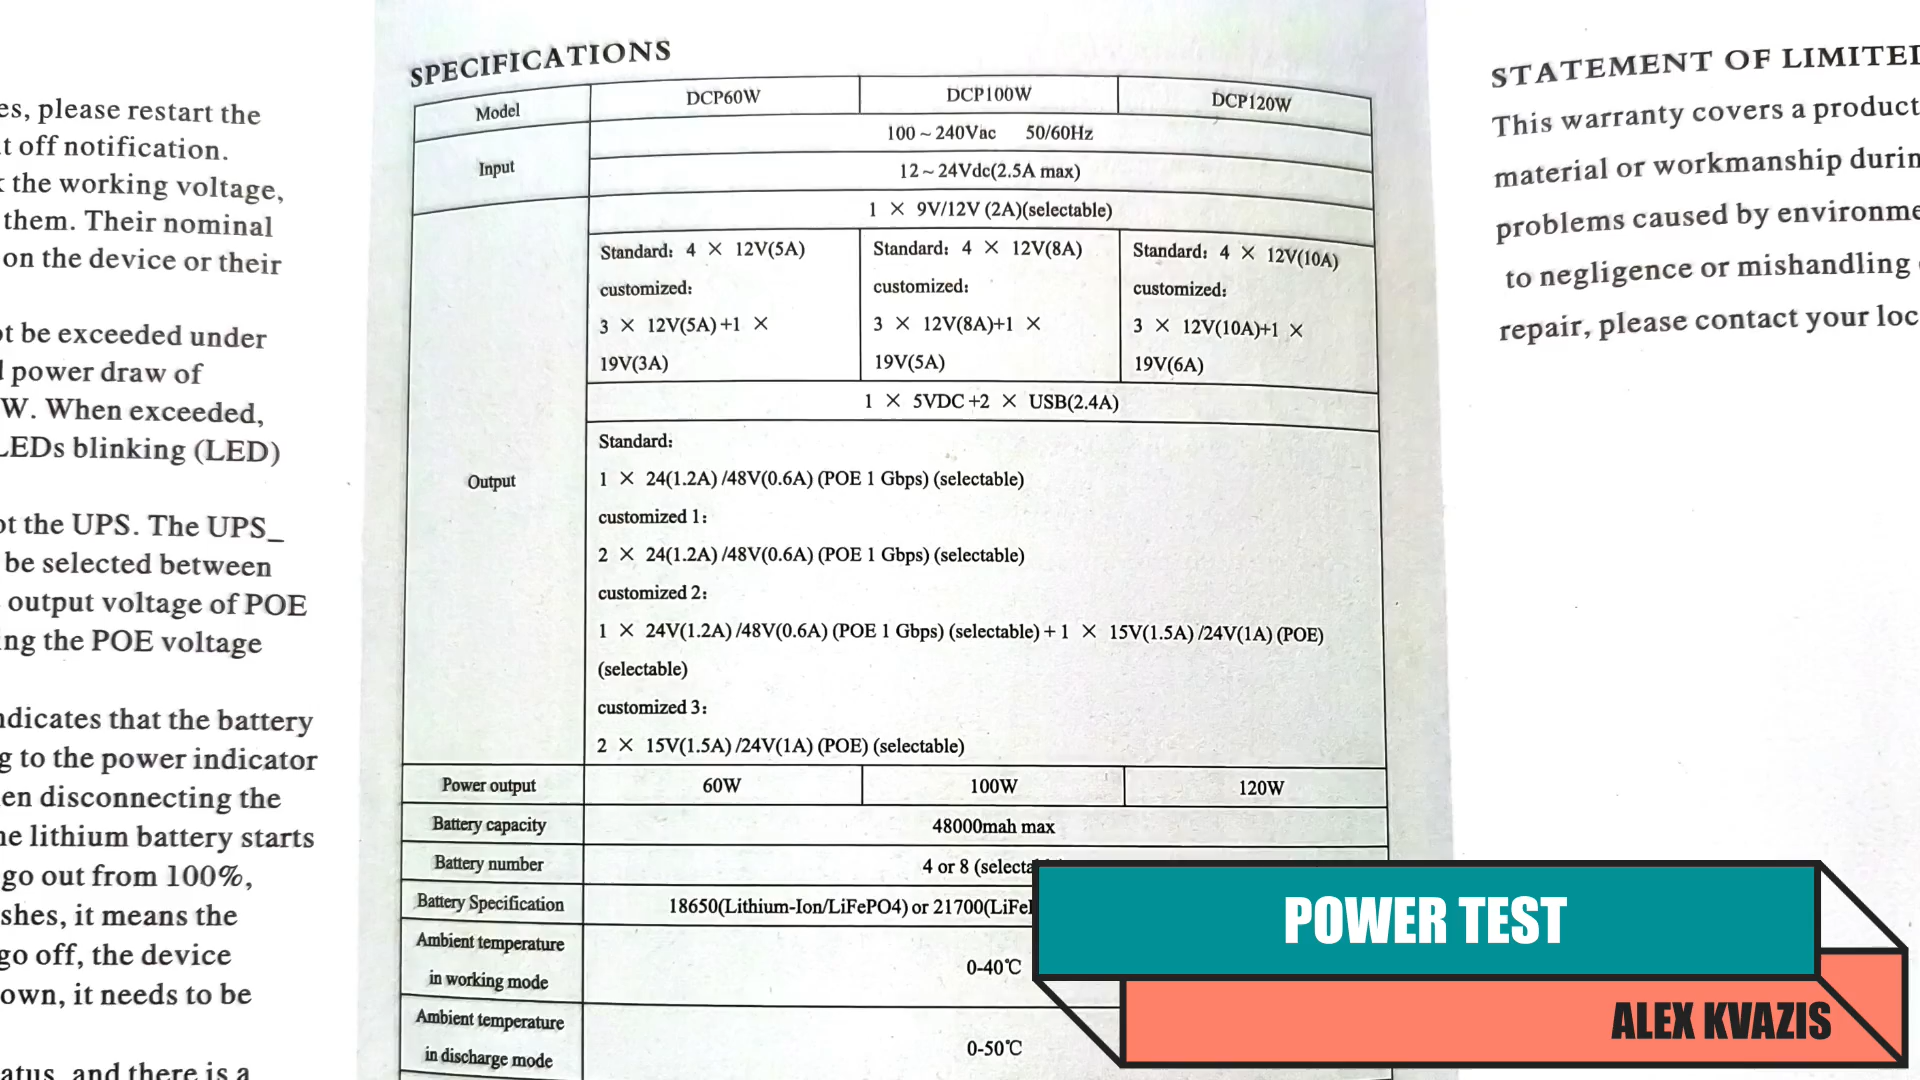 es, please restart the
t off notification.
the working voltage,
them. Their nominal
on the device or their
ot be exceeded under
power draw of
W. When exceeded,
LEDs blinking (LED)
ot the UPS. The UPS_
be selected between
output voltage of POE
ing the POE voltage
ndicates that the battery
g to the power indicator
en disconnecting the
he lithium battery starts
go out from 100%,
shes, it means the
go off, the device
own, it needs to be
atus, and there is a
SPECIFICATIONS
Model DCP60W DCP100W DCP120W
Input
100~240Vac 50/60Hz
12~24Vdc(2.5A max)
Output
1 × 9V/12V (2A)(selectable)
Standard: 4 × 12V(5A)
customized:
3 × 12V(5A)+1 ×
19V(3A)
Standard: 4 × 12V(8A)
customized:
3 × 12V(8A)+1 ×
19V(5A)
Standard: 4 × 12V(10A)
customized:
3 × 12V(10A)+1 ×
19V(6A)
1 × 5VDC+2 × USB(2.4A)
Standard:
1 × 24(1.2A)/48V(0.6A)(POE 1 Gbps)(selectable)
customized 1:
2 × 24(1.2A)/48V(0.6A)(POE 1 Gbps)(selectable)
customized 2:
1 × 24V(1.2A)/48V(0.6A)(POE 1 Gbps)(selectable)+1 × 15V(1.5A)/24V(1A)(POE)
(selectable)
customized 3:
2 × 15V(1.5A)/24V(1A)(POE)(selectable)
Power output 60W 100W 120W
Battery capacity 48000mah max
Battery number 4 or 8 (selecta
Battery Specification 18650(Lithium-Ion/LiFePO4) or 21700(LiFe
Ambient temperature
in working mode
0-40℃
Ambient temperature
in discharge mode
0-50℃
STATEMENT OF LIMITED
This warranty covers a product
material or workmanship durin
problems caused by environme
to negligence or mishandling
repair, please contact your loc
POWER TEST
ALEX KVAZIS